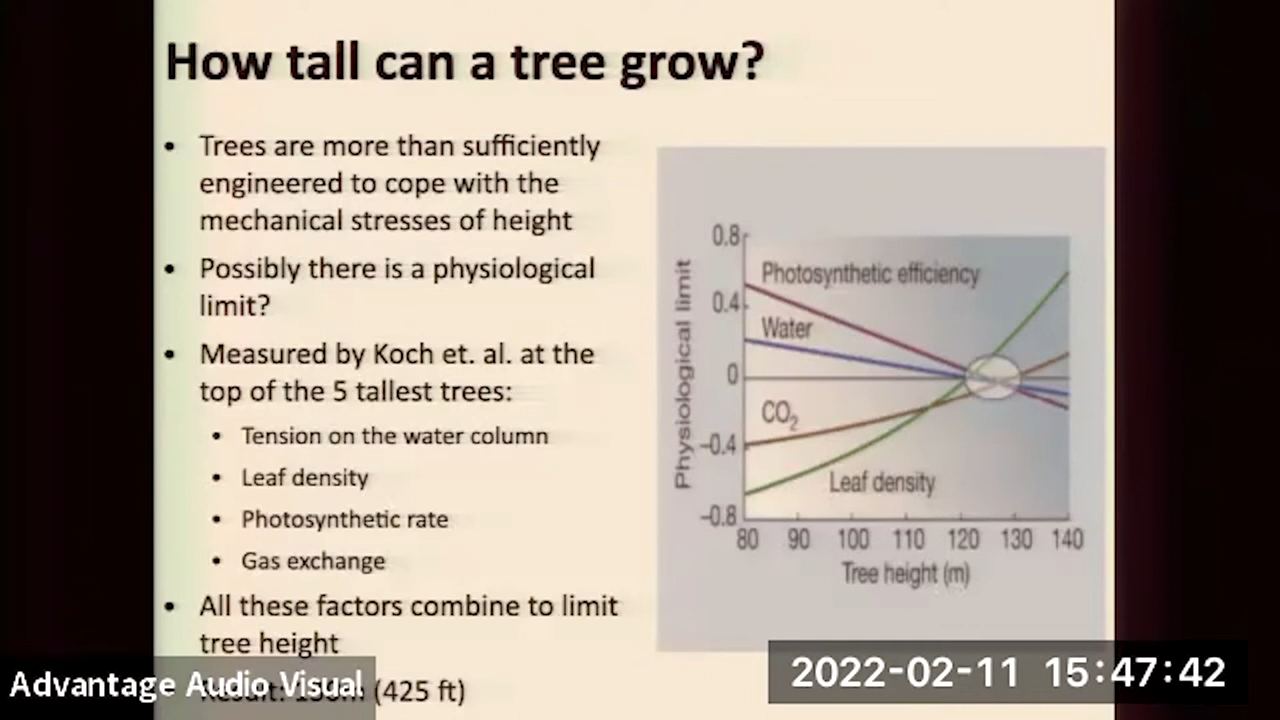 How tall can a tree grow?
• Trees are more than sufficiently
engineered to cope with the
mechanical stresses of height
• Possibly there is a physiological
limit?
• Measured by Koch et. al. at the
top of the 5 tallest trees:
• Tension on the water column
• Leaf density
• Photosynthetic rate
• Gas exchange
• All these factors combine to limit
tree height
Result: 130m (425 ft)
Physiological limit
0.8
0.4
0
–0.4
–0.8
Photosynthetic efficiency
Water
CO2
Leaf density
80 90 100 110 120 130 140
Tree height (m)
Advantage Audio Visual
2022-02-11 15:47:42